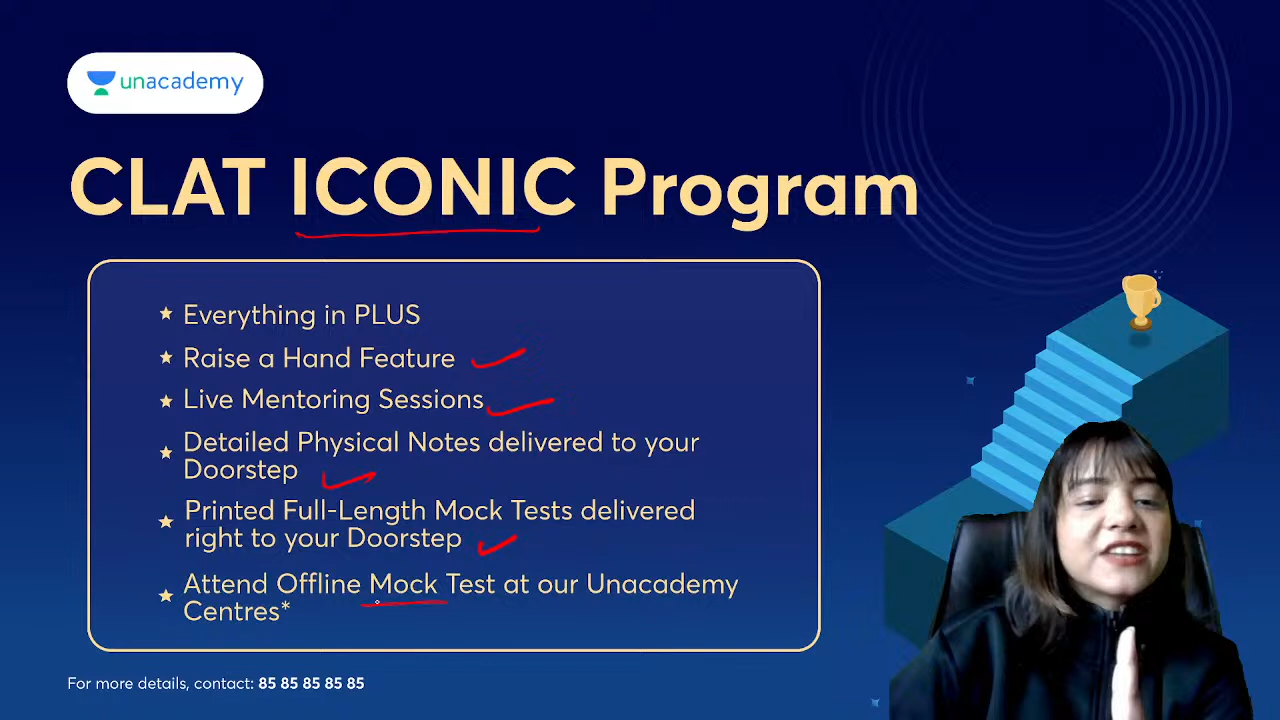 unacademy
CLAT ICONIC Program
Everything in PLUS
Raise a Hand Feature
Live Mentoring Sessions
Detailed Physical Notes delivered to your
Doorstep
Printed Full-Length Mock Tests delivered
right to your Doorstep
Attend Offline Mock Test at our Unacademy
Centres*
For more details, contact: 85 85 85 85 85